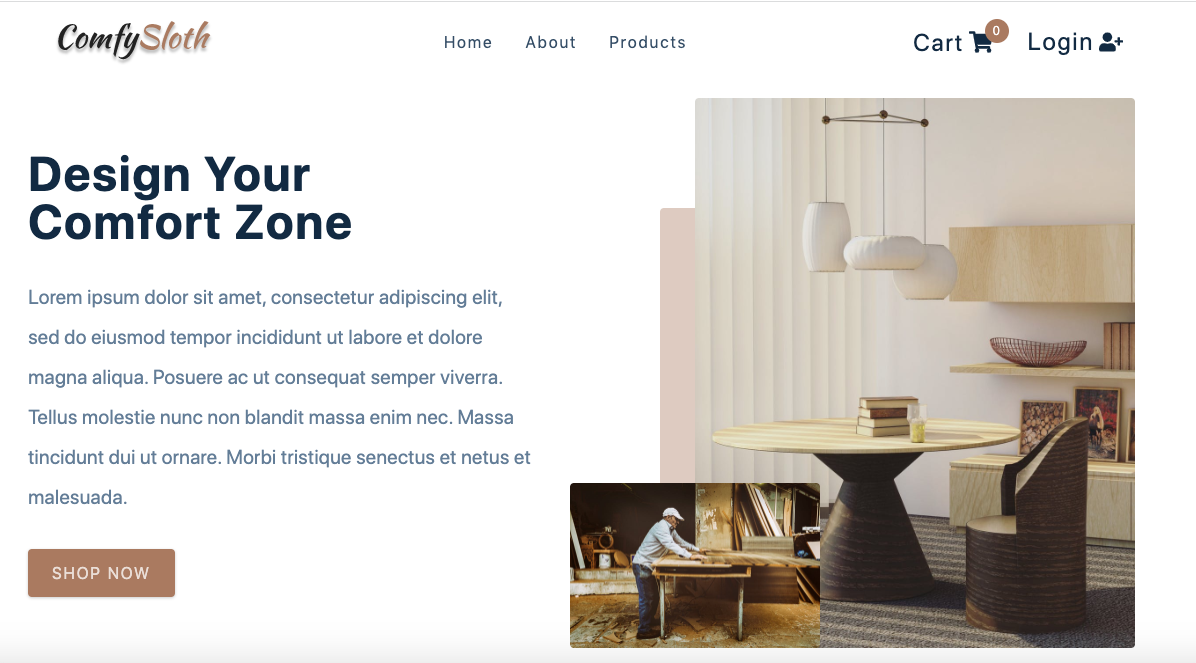 ComfySloth
Home About Products
Cart 0 Login
Design Your
Comfort Zone
Lorem ipsum dolor sit amet, consectetur adipiscing elit,
sed do eiusmod tempor incididunt ut labore et dolore
magna aliqua. Posuere ac ut consequat semper viverra.
Tellus molestie nunc non blandit massa enim nec. Massa
tincidunt dui ut ornare. Morbi tristique senectus et netus et
malesuada.
SHOP NOW